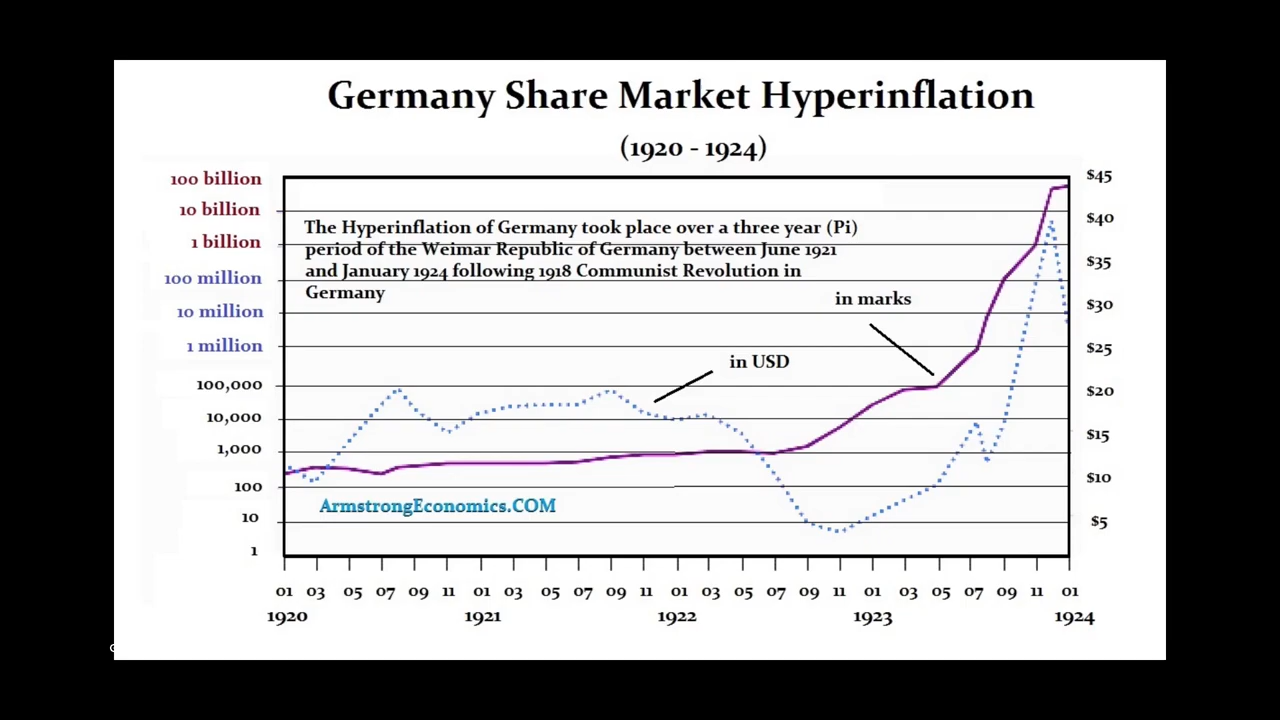 Germany Share Market Hyperinflation
(1920 - 1924)
100 billion
10 billion
1 billion
100 million
10 million
1 million
100,000
10,000
1,000
100
10
1
The Hyperinflation of Germany took place over a three year (Pi)
period of the Weimar Republic of Germany between June 1921
and January 1924 following 1918 Communist Revolution in
Germany
in marks
in USD
ArmstrongEconomics.COM
$45
$40
$35
$30
$25
$20
$15
$10
$5
01 03 05 07 09 11 01 03 05 07 09 11 01 03 05 07 09 11 01 03 05 07 09 11 01
1920 1921 1922 1923 1924